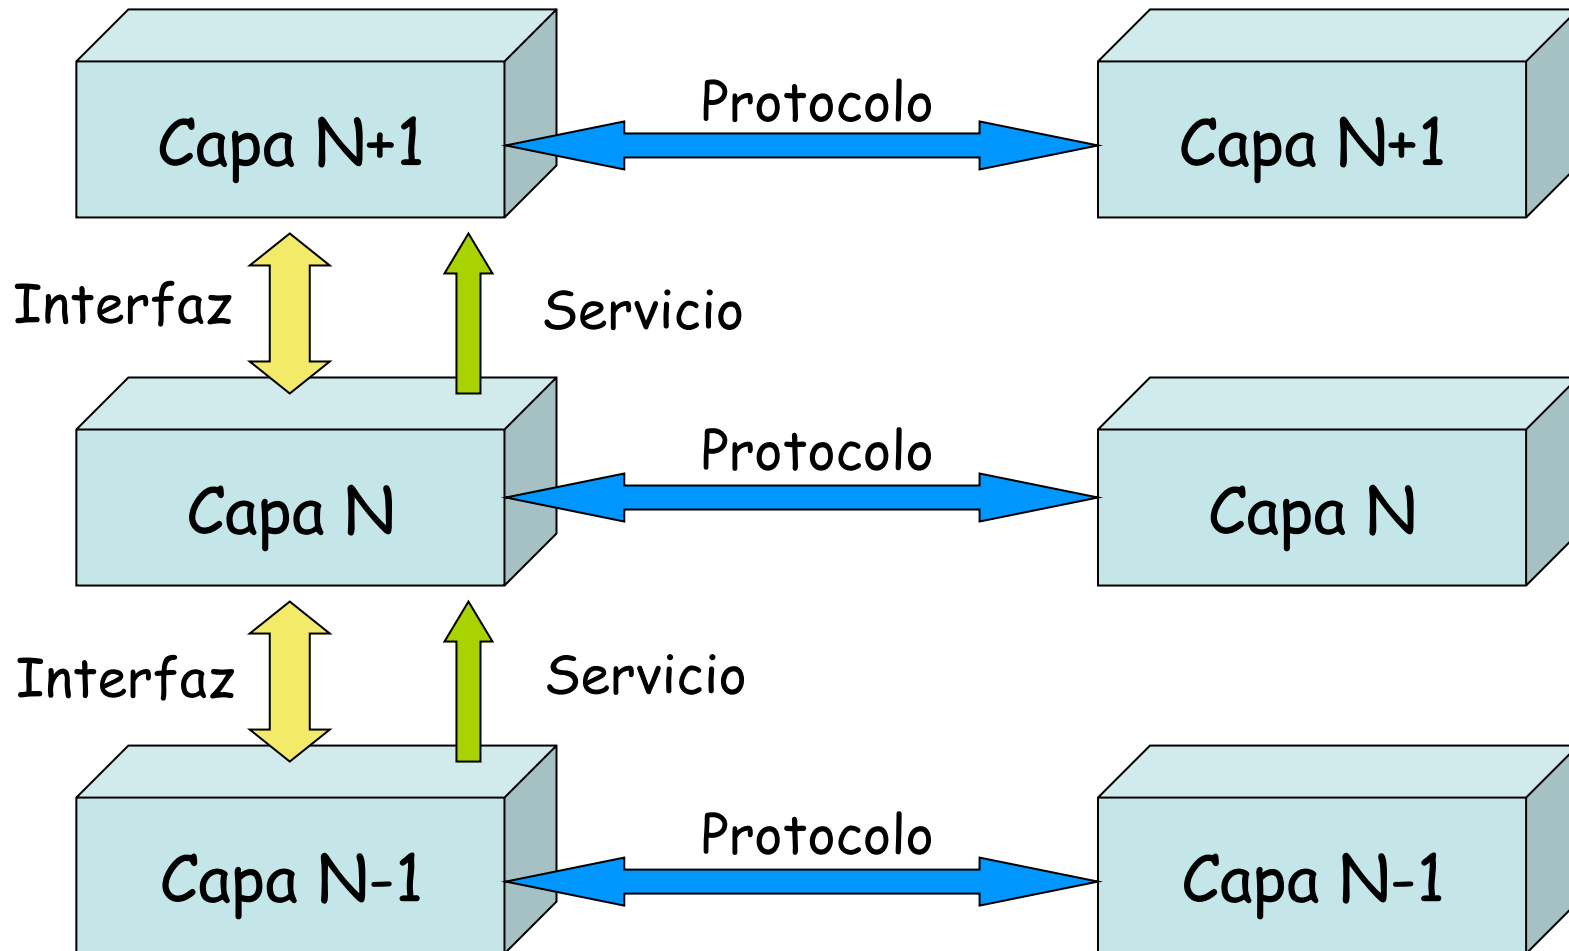 Protocolo
Capa N+1
Capa N+1
Interfaz
Servicio
Protocolo
Capa N
Capa N
Interfaz
Servicio
Protocolo
Capa N-1
Capa N-1